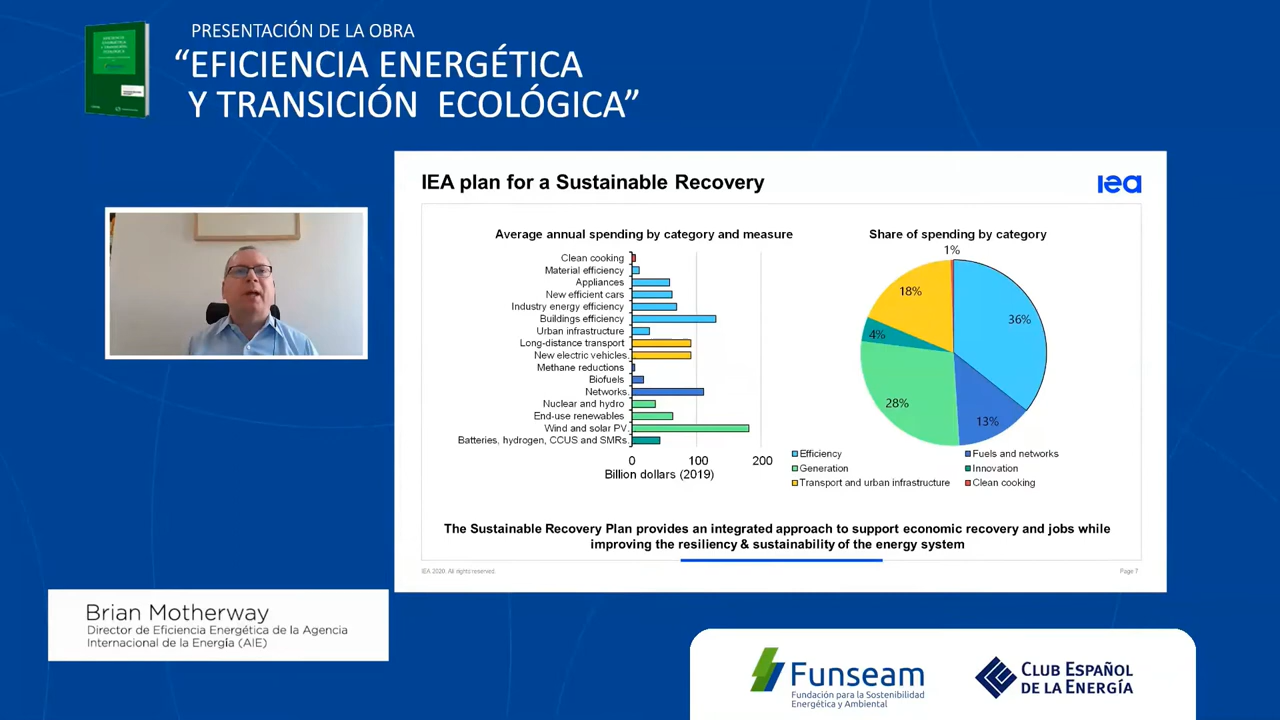 PRESENTACIÓN DE LA OBRA
“EFICIENCIA ENERGÉTICA
Y TRANSICIÓN ECOLÓGICA”
EFICIENCIA
ENERGÉTICA
Y TRANSICIÓN
ECOLÓGICA
IEA plan for a Sustainable Recovery
iea
Average annual spending by category and measure
Clean cooking
Material efficiency
Appliances
New efficient cars
Industry energy efficiency
Buildings efficiency
Urban infrastructure
Long-distance transport
New electric vehicles
Methane reductions
Biofuels
Networks
Nuclear and hydro
End-use renewables
Wind and solar PV
Batteries, hydrogen, CCUS and SMRs
0 100 200
Billion dollars (2019)
Share of spending by category
1%
18%
36%
4%
28%
13%
Efficiency
Fuels and networks
Generation
Innovation
Transport and urban infrastructure
Clean cooking
The Sustainable Recovery Plan provides an integrated approach to support economic recovery and jobs while
improving the resiliency & sustainability of the energy system
IEA 2020. All rights reserved.
Page 7
Brian Motherway
Director de Eficiencia Energética de la Agencia
Internacional de la Energía (AIE)
Funseam
Fundación para la Sostenibilidad
Energética y Ambiental
CLUB ESPAÑOL
DE LA ENERGÍA